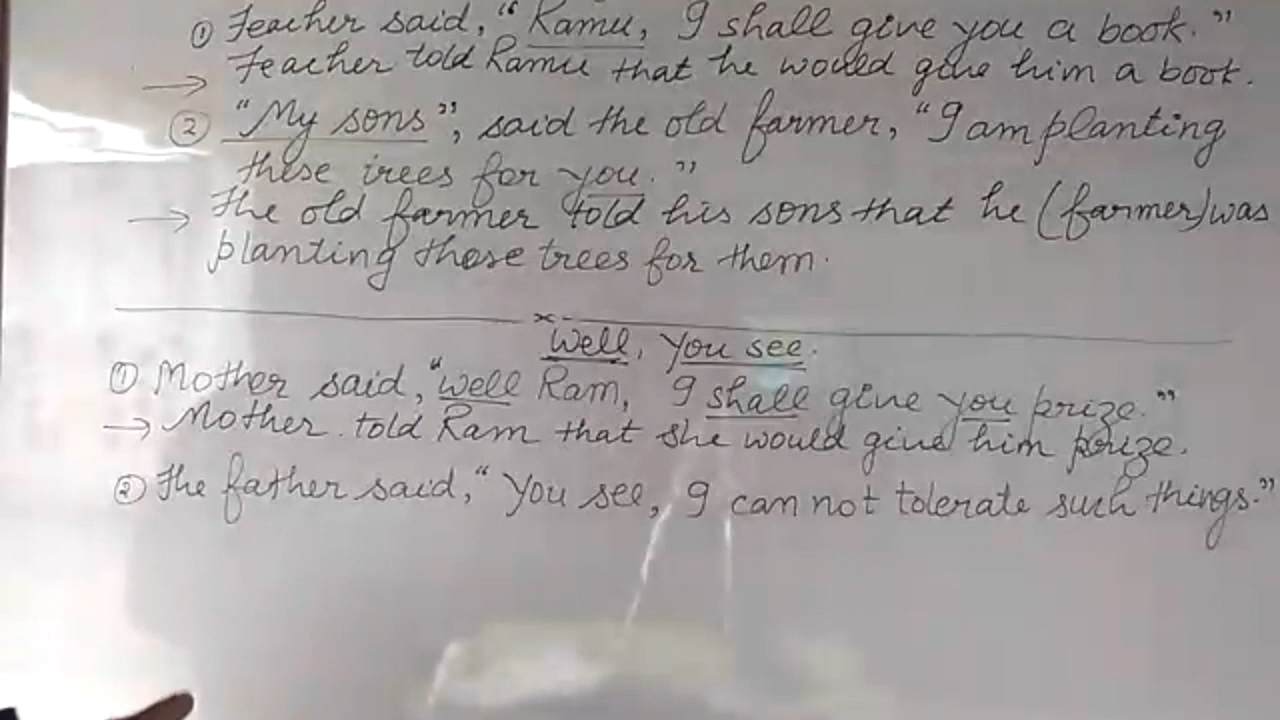 ① Teacher said, "Ramu, I shall give you a book."
→ Teacher told Ramu that he would give him a book.
② "My sons", said the old farmer, "I am planting
these trees for you."
→ The old farmer told his sons that he (farmer) was
planting those trees for them.
Well, You see.
① Mother said, "well Ram, I shall give you prize."
→ Mother told Ram that she would give him prize.
② The father said, "You see, I can not tolerate such things."